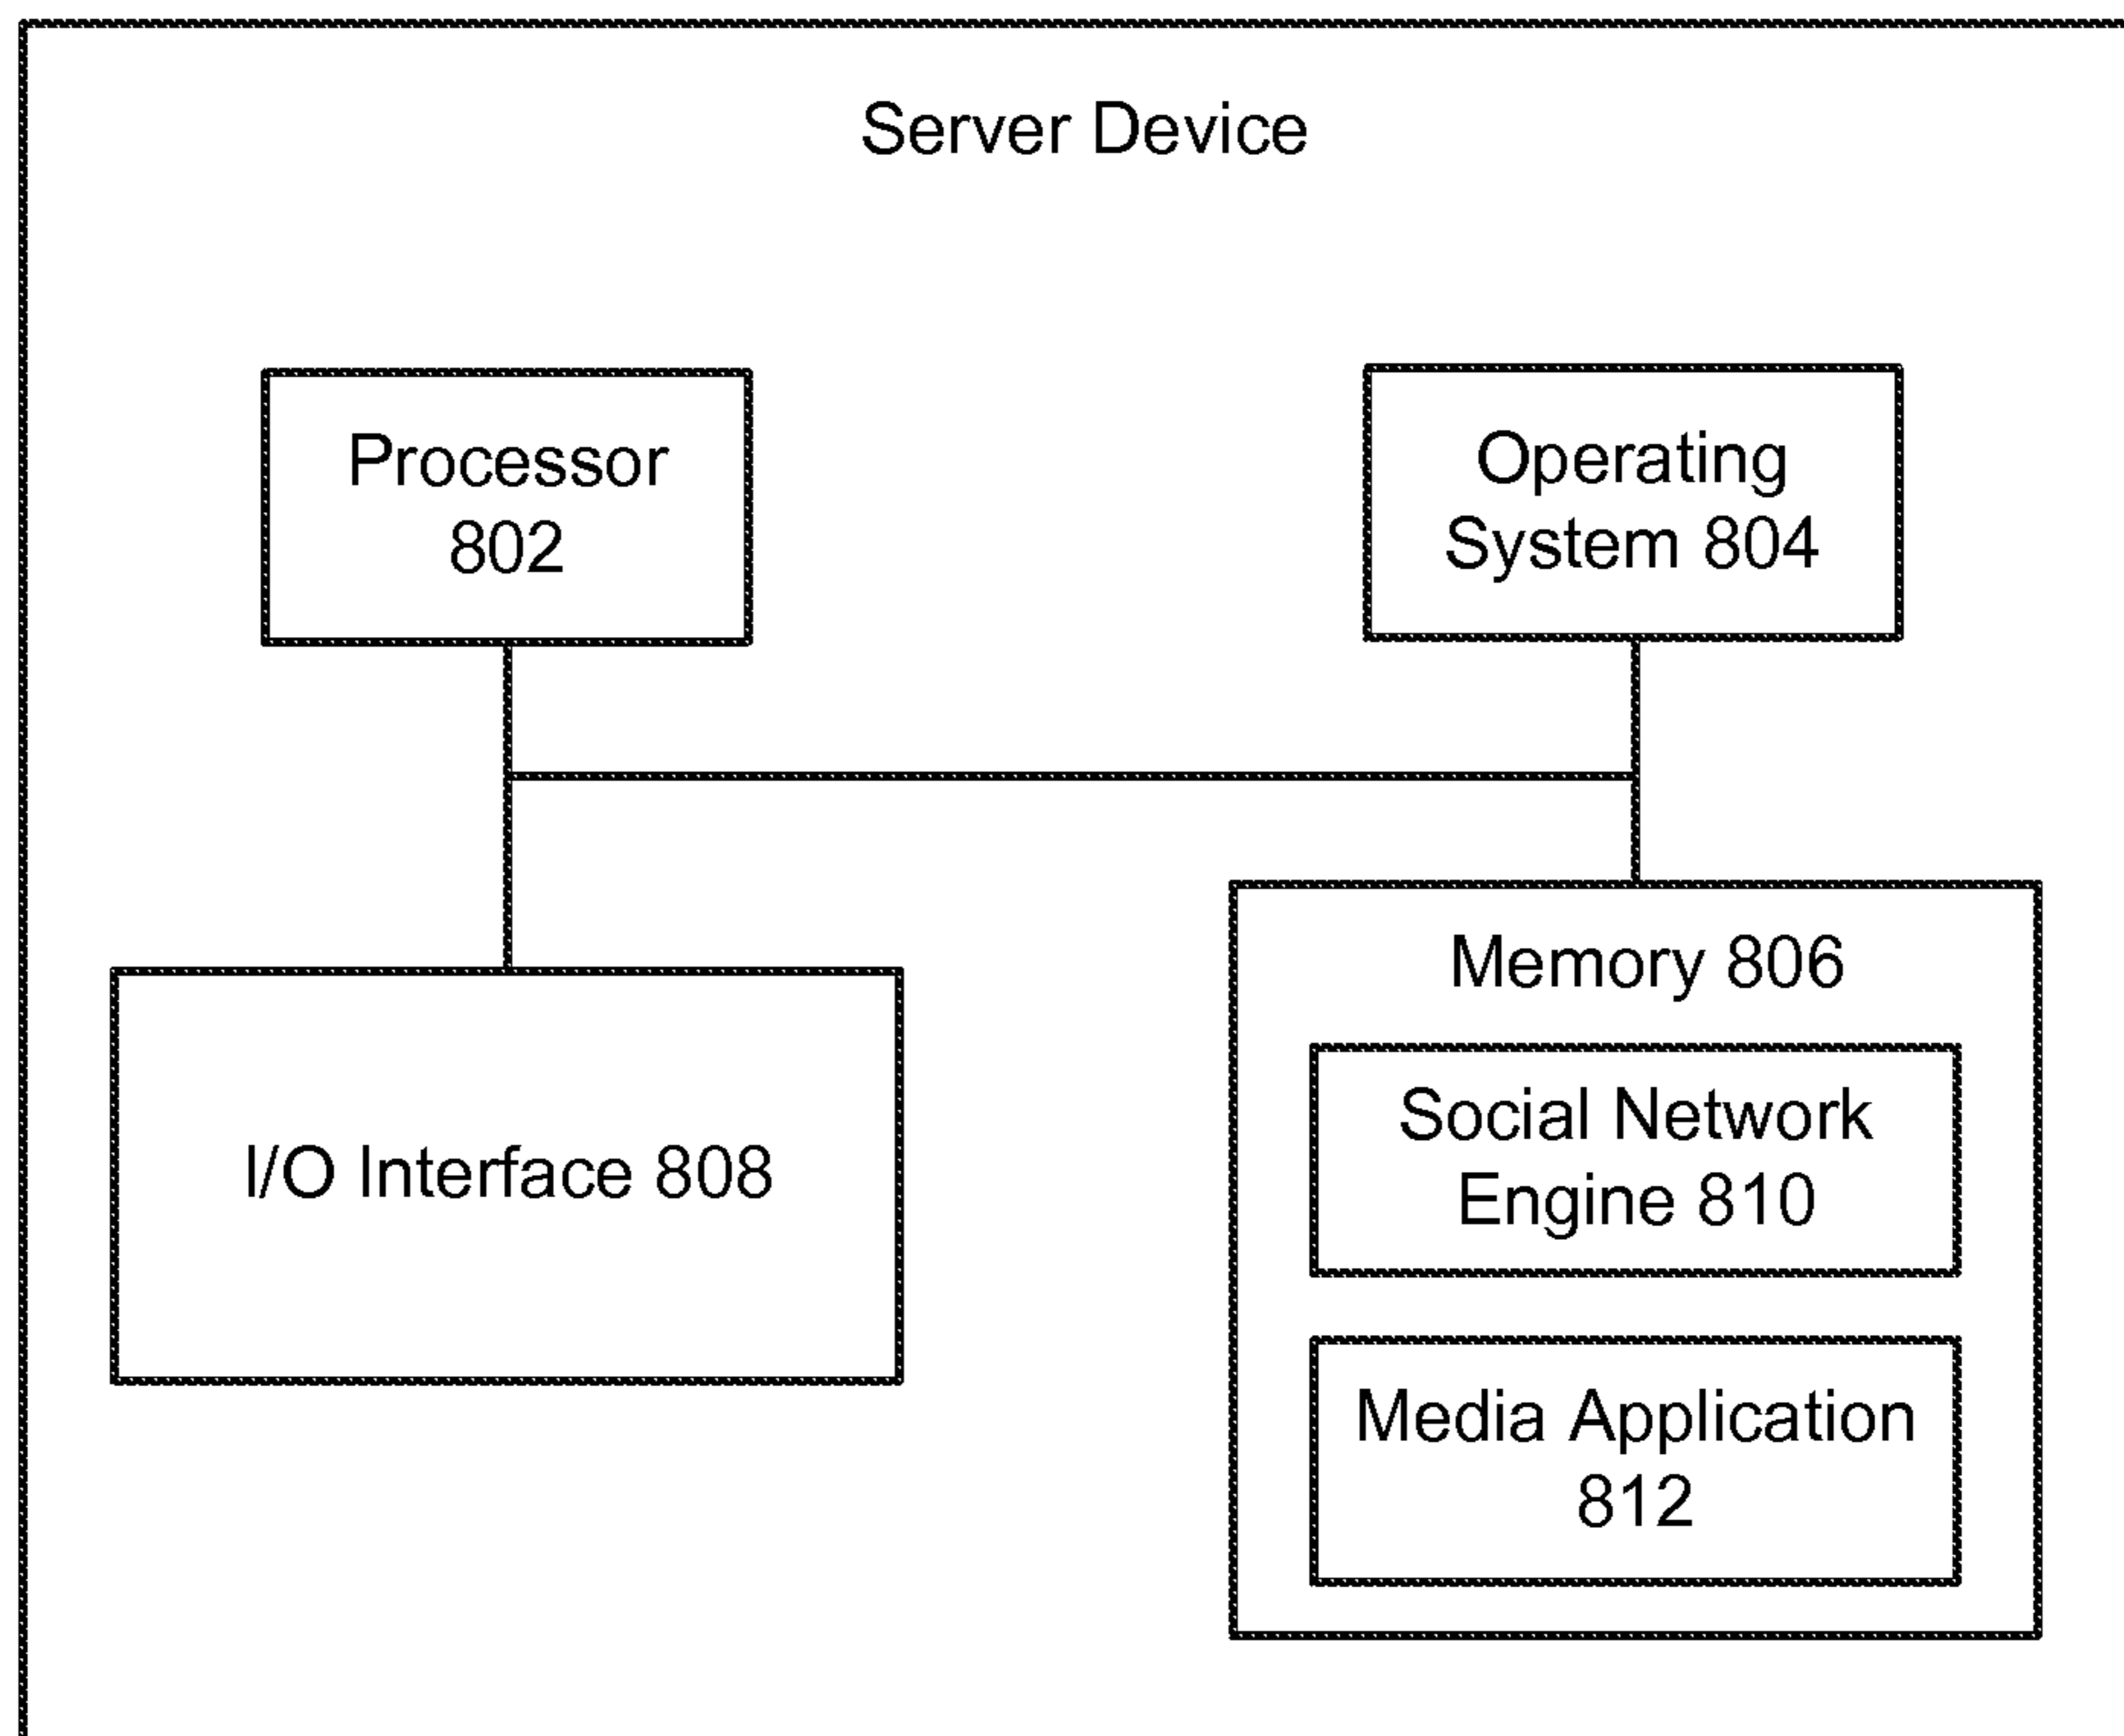 Server Device
Processor
802
Operating
System 804
I/O Interface 808
Memory 806
Social Network
Engine 810
Media Application
812